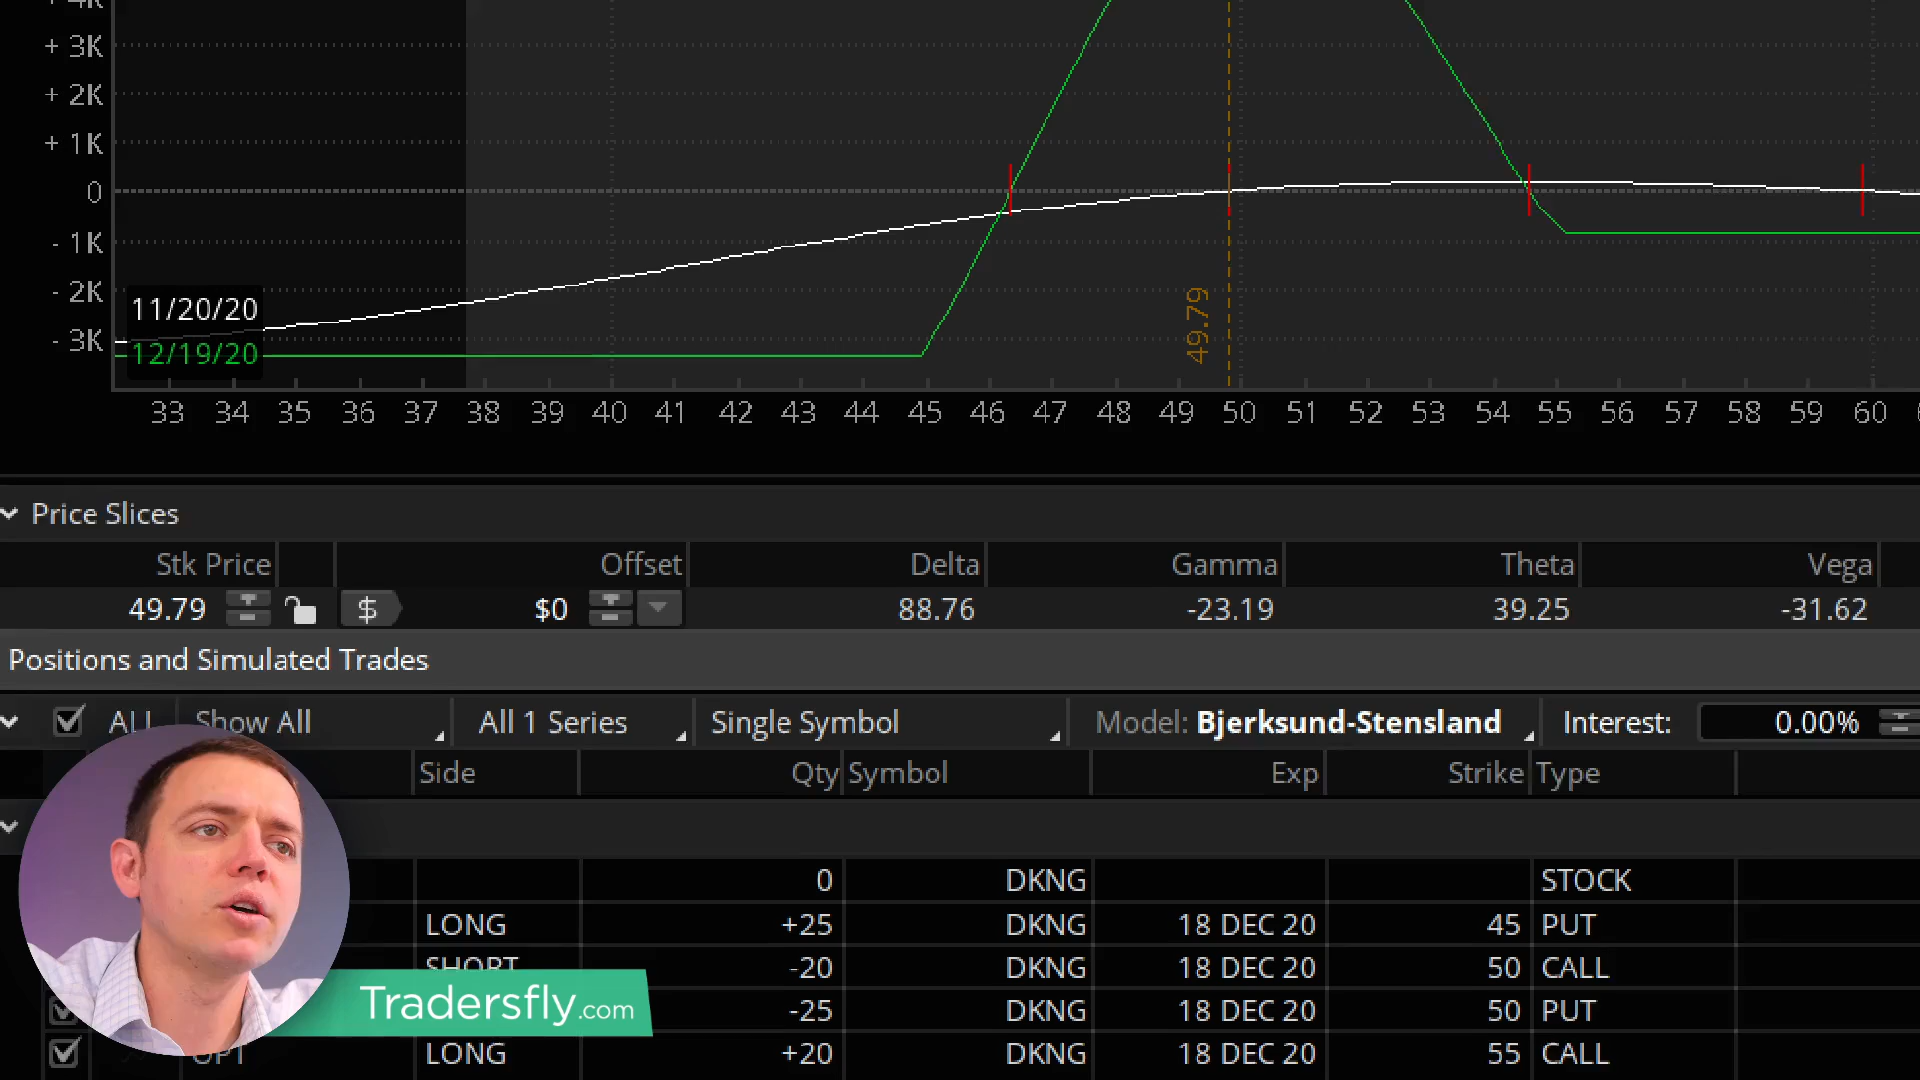 + 4K
+ 3K
+ 2K
+ 1K
0
- 1K
- 2K
- 3K
11/20/20
12/19/20
49.79
33 34 35 36 37 38 39 40 41 42 43 44 45 46 47 48 49 50 51 52 53 54 55 56 57 58 59 60
Price Slices
Stk Price Offset Delta Gamma Theta Vega
49.79 $ $0 88.76 -23.19 39.25 -31.62
Positions and Simulated Trades
ALL Show All All 1 Series Single Symbol Model: Bjerksund-Stensland Interest: 0.00%
Side Qty Symbol Exp Strike Type
0 DKNG STOCK
LONG +25 DKNG 18 DEC 20 45 PUT
SHORT -20 DKNG 18 DEC 20 50 CALL
-25 DKNG 18 DEC 20 50 PUT
OPT LONG +20 DKNG 18 DEC 20 55 CALL
Tradersfly.com